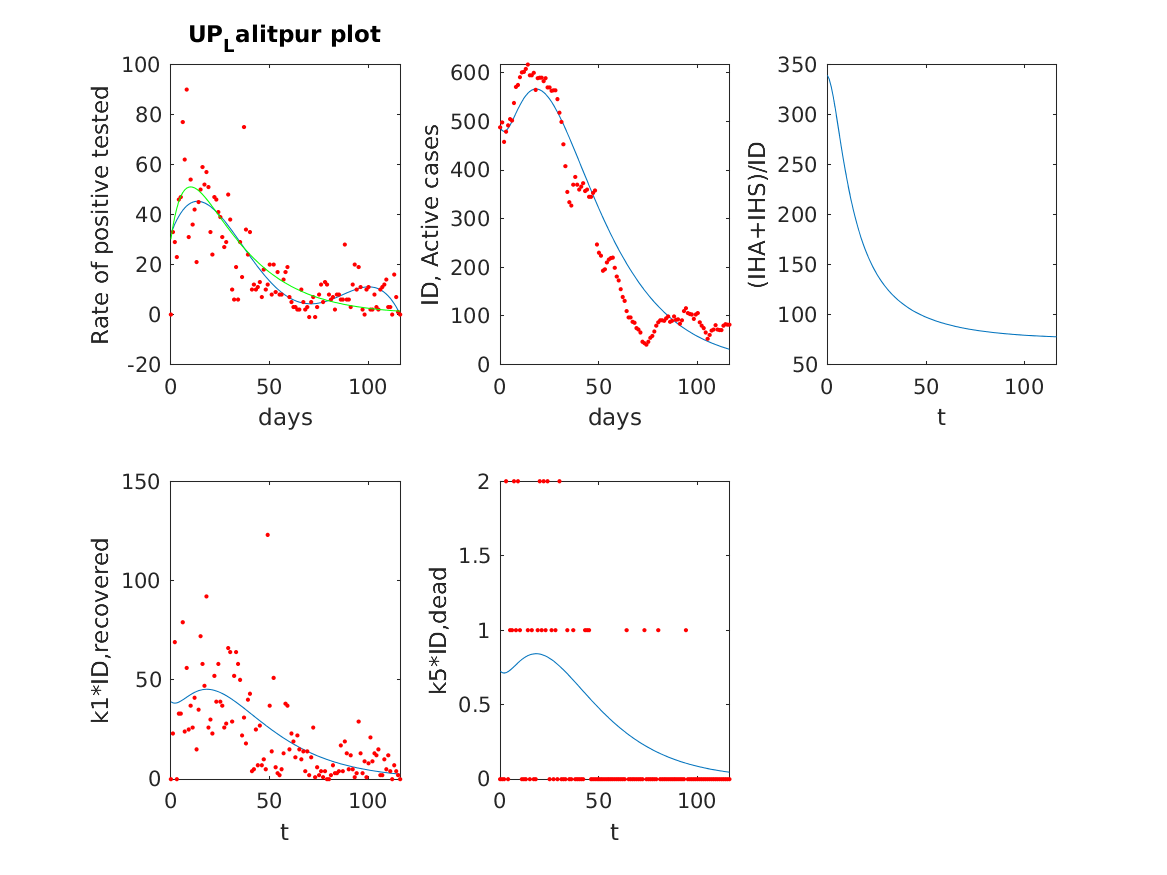 UP_Lalitpur plot
100
80
60
40
20
0
-20
0 50 100
Rate of positive tested
days
600
500
400
300
200
100
0
0 50 100
ID, Active cases
days
350
300
250
200
150
100
50
0 50 100
(IHA+IHS)/ID
t
150
100
50
0
0 50 100
k1*ID,recovered
t
2
1.5
1
0.5
0
0 50 100
k5*ID,dead
t